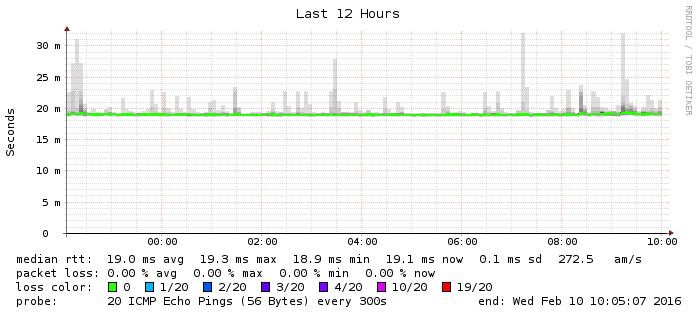 Last 12 Hours
RRDTOOL / TOBI OETIKER
Seconds
30 m
25 m
20 m
15 m
10 m
5 m
0
00:00 02:00 04:00 06:00 08:00 10:00
median rtt: 19.0 ms avg 19.3 ms max 18.9 ms min 19.1 ms now 0.1 ms sd 272.5 am/s
packet loss: 0.00 % avg 0.00 % max 0.00 % min 0.00 % now
loss color: 0 1/20 2/20 3/20 4/20 10/20 19/20
probe: 20 ICMP Echo Pings (56 Bytes) every 300s end: Wed Feb 10 10:05:07 2016